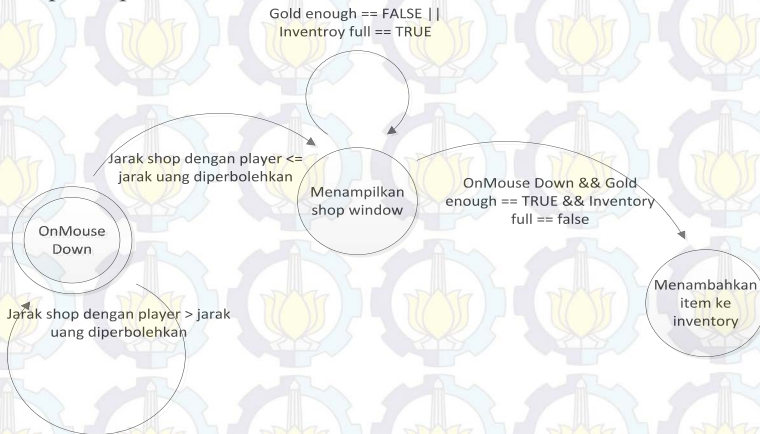 Gold enough == FALSE ||
Inventroy full == TRUE
Jarak shop dengan player <=
jarak uang diperbolehkan
Menampilkan
shop window
OnMouse Down && Gold
enough == TRUE && Inventory
full == false
OnMouse
Down
Menambahkan
item ke
inventory
Jarak shop dengan player > jarak
uang diperbolehkan